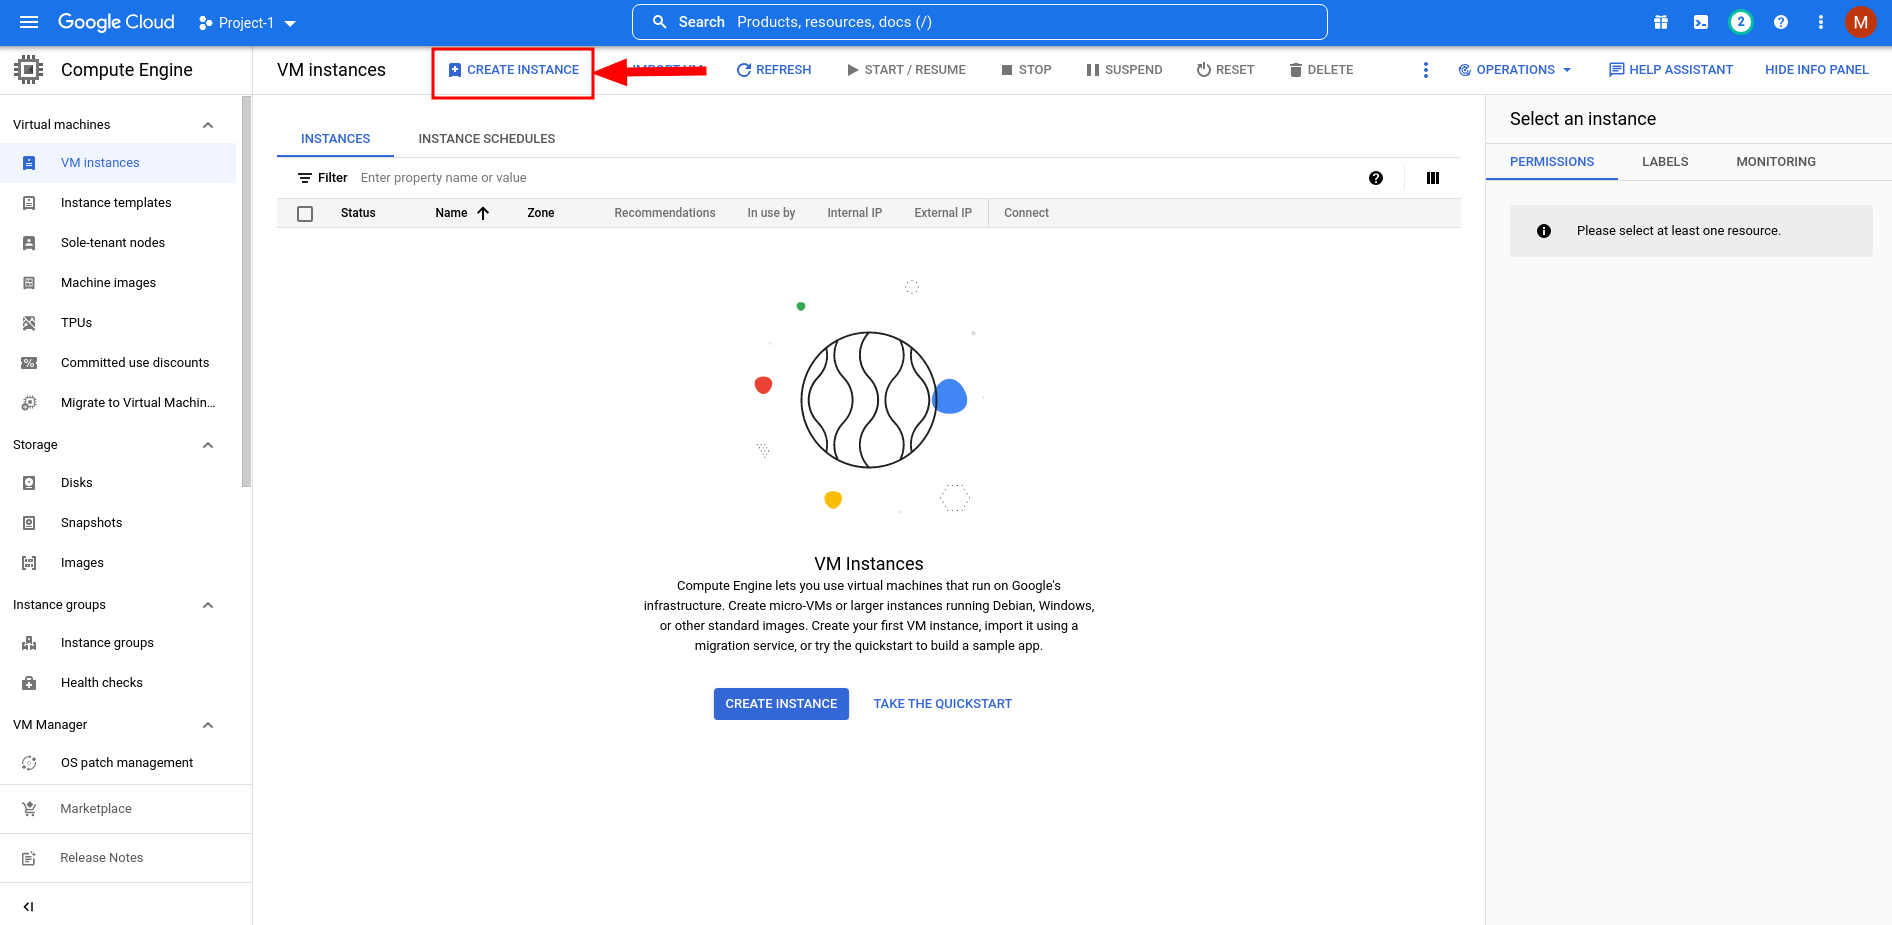 Google Cloud
Project-1
Search Products, resources, docs (/)
2
M
Compute Engine
VM instances
CREATE INSTANCE
IMPORT VM
REFRESH
START / RESUME
STOP
SUSPEND
RESET
DELETE
OPERATIONS
HELP ASSISTANT
HIDE INFO PANEL
Virtual machines
VM instances
Instance templates
Sole-tenant nodes
Machine images
TPUs
Committed use discounts
Migrate to Virtual Machin...
Storage
Disks
Snapshots
Images
Instance groups
Instance groups
Health checks
VM Manager
OS patch management
Marketplace
Release Notes
INSTANCES
INSTANCE SCHEDULES
Filter Enter property name or value
Status Name Zone Recommendations In use by Internal IP External IP Connect
VM Instances
Compute Engine lets you use virtual machines that run on Google's
infrastructure. Create micro-VMs or larger instances running Debian, Windows,
or other standard images. Create your first VM instance, import it using a
migration service, or try the quickstart to build a sample app.
CREATE INSTANCE
TAKE THE QUICKSTART
Select an instance
PERMISSIONS
LABELS
MONITORING
Please select at least one resource.